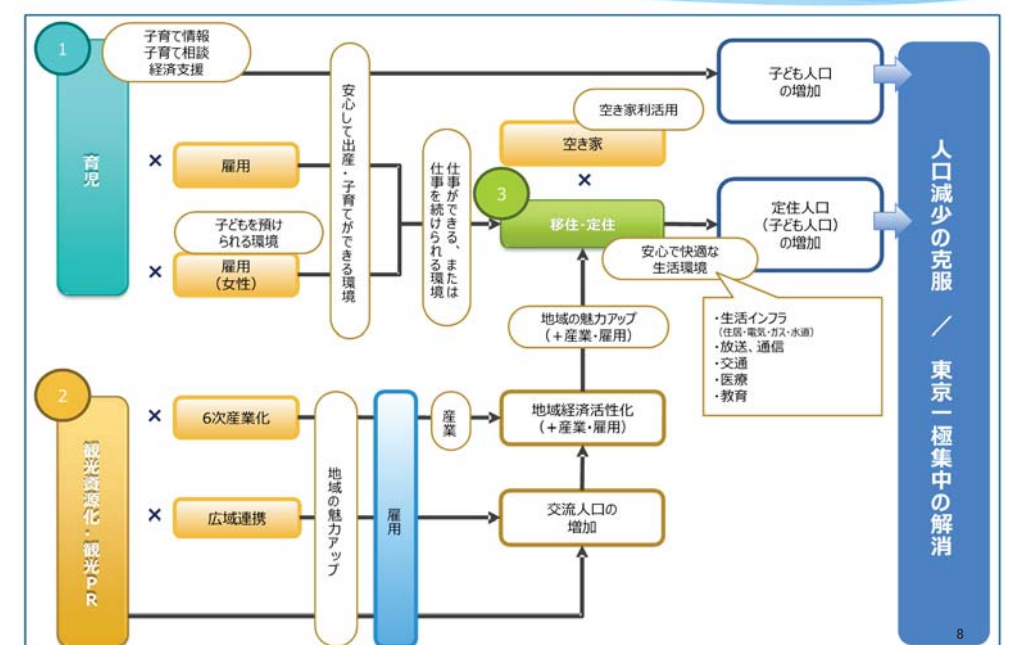 1
子育て情報
子育て相談
経済支援
育児
×
雇用
子どもを預け
られる環境
×
雇用
(女性)
安心して出産・子育てができる環境
仕事ができる、または
仕事を続けられる環境
空き家利活用
空き家
×
3
移住・定住
安心で快適な
生活環境
・生活インフラ
(住居・電気・ガス・水道)
・放送、通信
・交通
・医療
・教育
子ども人口
の増加
定住人口
(子ども人口)
の増加
地域の魅力アップ
(+産業・雇用)
2
観光資源化・観光PR
×
6次産業化
×
広域連携
地域の魅力アップ
雇用
産業
地域経済活性化
(+産業・雇用)
交流人口の
増加
人口減少の克服 / 東京一極集中の解消
8